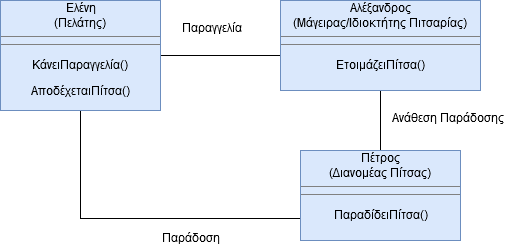 Ελένη
(Πελάτης)
ΚάνειΠαραγγελία()
ΑποδέχεταιΠίτσα()
Παραγγελία
Αλέξανδρος
(Μάγειρας/Ιδιοκτήτης Πιτσαρίας)
ΕτοιμάζειΠίτσα()
Ανάθεση Παράδοσης
Πέτρος
(Διανομέας Πίτσας)
ΠαραδίδειΠίτσα()
Παράδοση